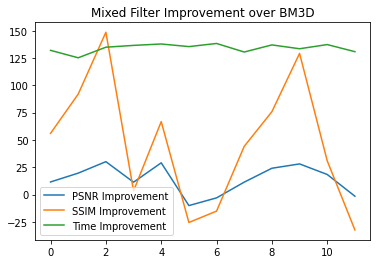 Mixed Filter Improvement over BM3D
150
125
100
75
50
25
0
−25
PSNR Improvement
SSIM Improvement
Time Improvement
0 2 4 6 8 10